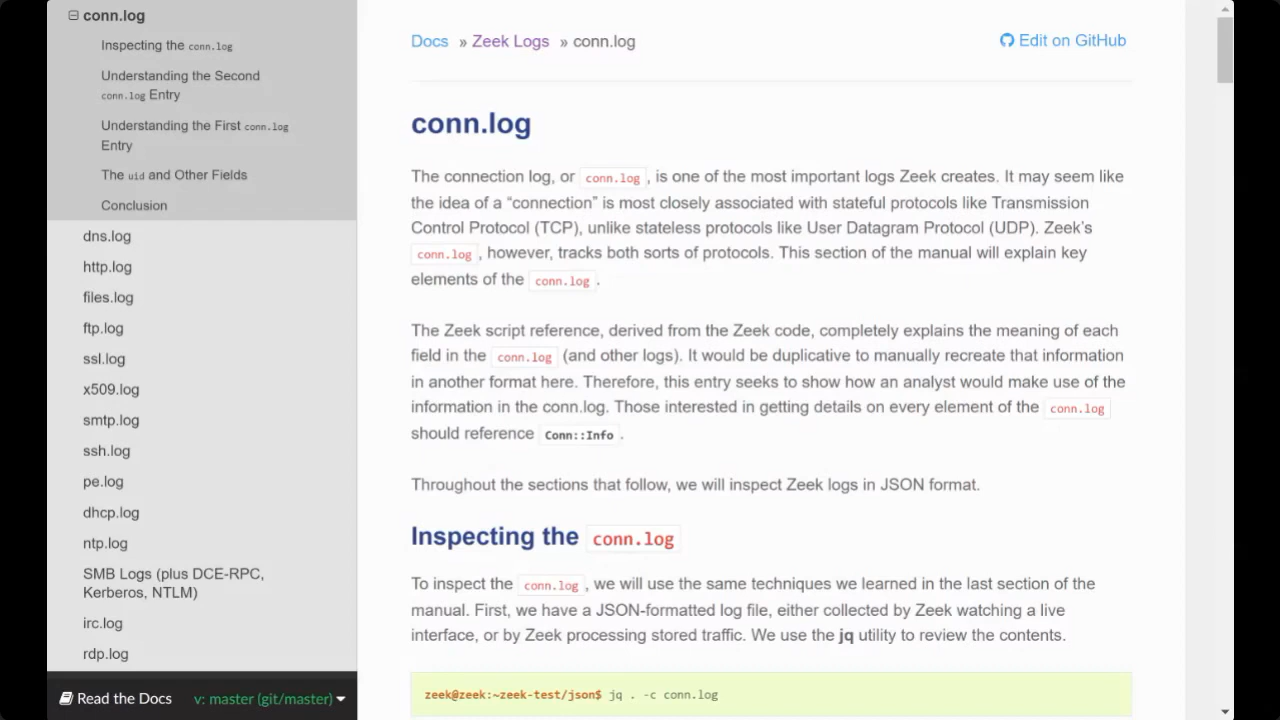 conn.log
Inspecting the conn.log
Understanding the Second
conn.log Entry
Understanding the First conn.log
Entry
The uid and Other Fields
Conclusion
dns.log
http.log
files.log
ftp.log
ssl.log
x509.log
smtp.log
ssh.log
pe.log
dhcp.log
ntp.log
SMB Logs (plus DCE-RPC,
Kerberos, NTLM)
irc.log
rdp.log
Read the Docs v: master (git/master)
Docs » Zeek Logs » conn.log
Edit on GitHub
conn.log
The connection log, or conn.log , is one of the most important logs Zeek creates. It may seem like
the idea of a “connection” is most closely associated with stateful protocols like Transmission
Control Protocol (TCP), unlike stateless protocols like User Datagram Protocol (UDP). Zeek’s
conn.log , however, tracks both sorts of protocols. This section of the manual will explain key
elements of the conn.log .
The Zeek script reference, derived from the Zeek code, completely explains the meaning of each
field in the conn.log (and other logs). It would be duplicative to manually recreate that information
in another format here. Therefore, this entry seeks to show how an analyst would make use of the
information in the conn.log. Those interested in getting details on every element of the conn.log
should reference Conn::Info .
Throughout the sections that follow, we will inspect Zeek logs in JSON format.
Inspecting the conn.log
To inspect the conn.log , we will use the same techniques we learned in the last section of the
manual. First, we have a JSON-formatted log file, either collected by Zeek watching a live
interface, or by Zeek processing stored traffic. We use the jq utility to review the contents.
zeek@zeek:~zeek-test/json$ jq . -c conn.log